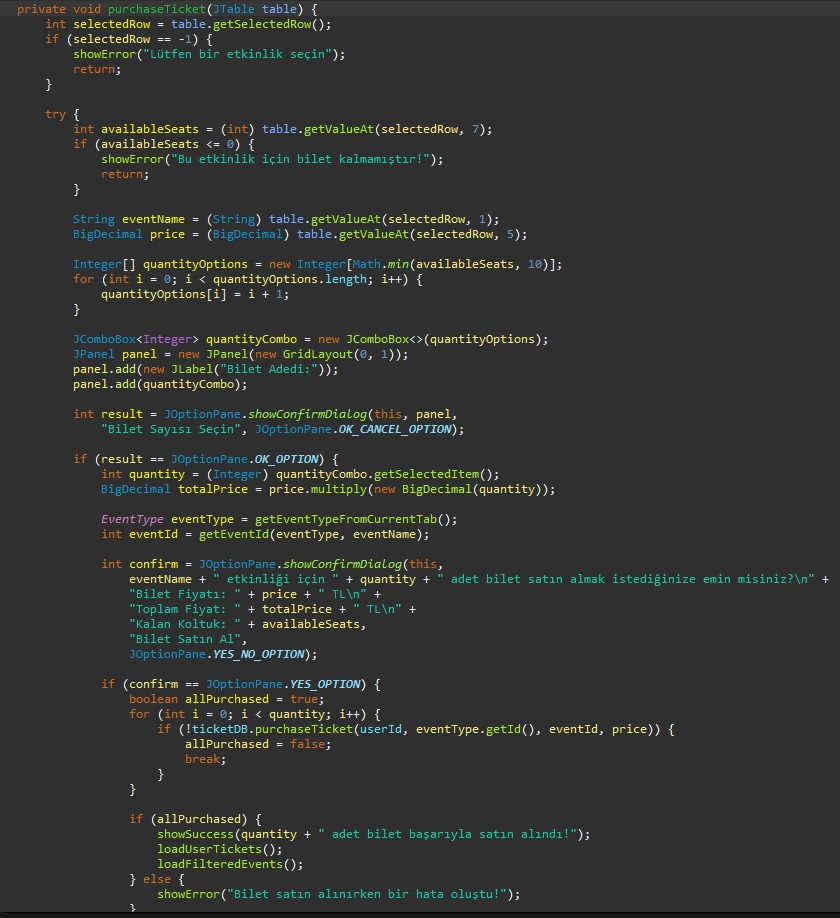 private void purchaseTicket(JTable table) {
int selectedRow = table.getSelectedRow();
if (selectedRow == -1) {
showError("Lütfen bir etkinlik seçin");
return;
}
try {
int availableSeats = (int) table.getValueAt(selectedRow, 7);
if (availableSeats <= 0) {
showError("Bu etkinlik için bilet kalmamıştır!");
return;
}
String eventName = (String) table.getValueAt(selectedRow, 1);
BigDecimal price = (BigDecimal) table.getValueAt(selectedRow, 5);
Integer[] quantityOptions = new Integer[Math.min(availableSeats, 10)];
for (int i = 0; i < quantityOptions.length; i++) {
quantityOptions[i] = i + 1;
}
JComboBox<Integer> quantityCombo = new JComboBox<>(quantityOptions);
JPanel panel = new JPanel(new GridLayout(0, 1));
panel.add(new JLabel("Bilet Adedi:"));
panel.add(quantityCombo);
int result = JOptionPane.showConfirmDialog(this, panel,
"Bilet Sayısı Seçin", JOptionPane.OK_CANCEL_OPTION);
if (result == JOptionPane.OK_OPTION) {
int quantity = (Integer) quantityCombo.getSelectedItem();
BigDecimal totalPrice = price.multiply(new BigDecimal(quantity));
EventType eventType = getEventTypeFromCurrentTab();
int eventId = getEventId(eventType, eventName);
int confirm = JOptionPane.showConfirmDialog(this,
eventName + " etkinliği için " + quantity + " adet bilet satın almak istediğinize emin misiniz?\n" +
"Bilet Fiyatı: " + price + " TL\n" +
"Toplam Fiyat: " + totalPrice + " TL\n" +
"Kalan Koltuk: " + availableSeats,
"Bilet Satın Al",
JOptionPane.YES_NO_OPTION);
if (confirm == JOptionPane.YES_OPTION) {
boolean allPurchased = true;
for (int i = 0; i < quantity; i++) {
if (!ticketDB.purchaseTicket(userId, eventType.getId(), eventId, price)) {
allPurchased = false;
break;
}
}
if (allPurchased) {
showSuccess(quantity + " adet bilet başarıyla satın alındı!");
loadUserTickets();
loadFilteredEvents();
} else {
showError("Bilet satın alınırken bir hata oluştu!");
}